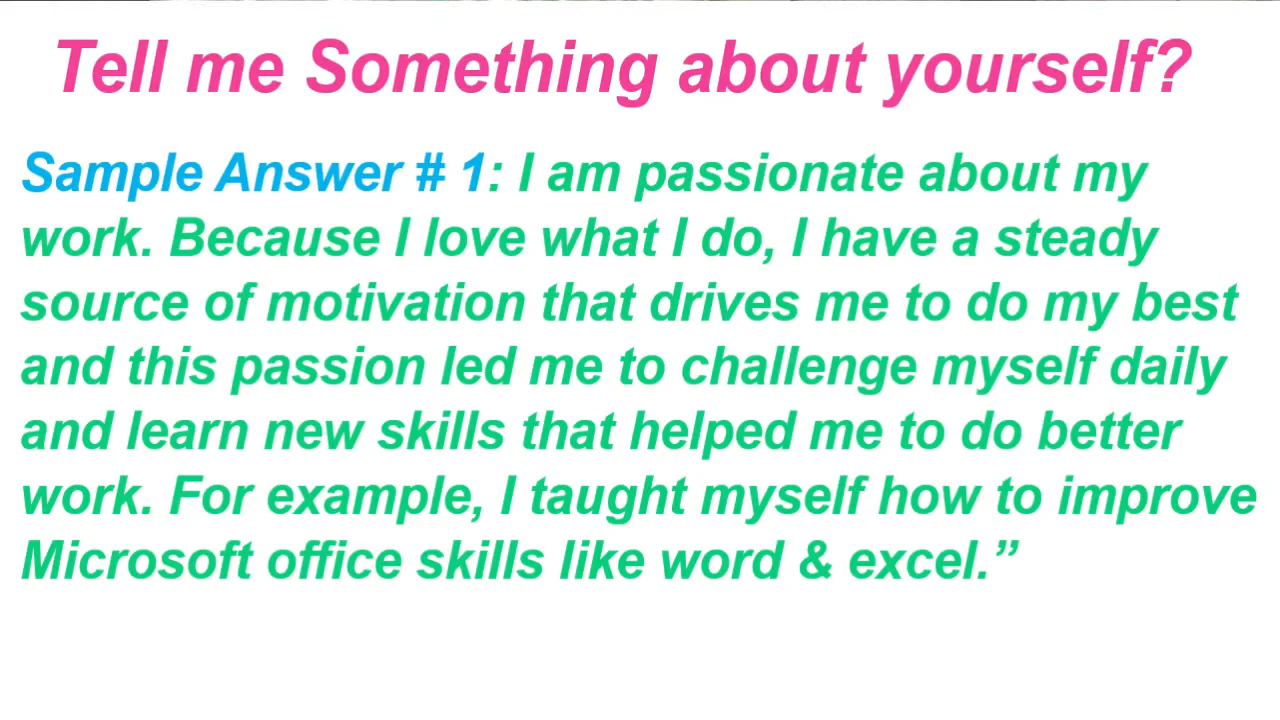 Tell me Something about yourself?
Sample Answer # 1: I am passionate about my
work. Because I love what I do, I have a steady
source of motivation that drives me to do my best
and this passion led me to challenge myself daily
and learn new skills that helped me to do better
work. For example, I taught myself how to improve
Microsoft office skills like word & excel.”